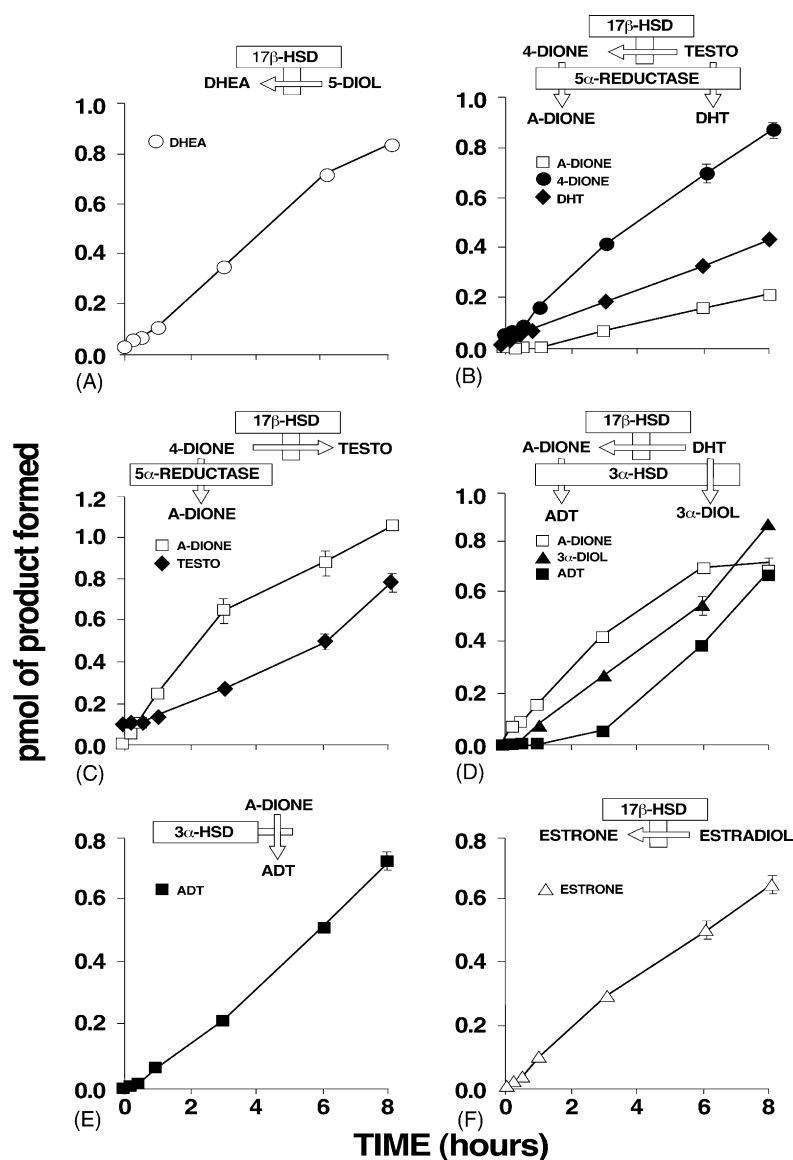 17β-HSD
DHEA 5-DIOL
1.0
0.8
0.6
0.4
0.2
0.0
DHEA
(A)
17β-HSD
4-DIONE TESTO
5α-REDUCTASE
A-DIONE DHT
1.0
0.8
0.6
0.4
0.2
0.0
A-DIONE
4-DIONE
DHT
(B)
pmol of product formed
17β-HSD
4-DIONE TESTO
5α-REDUCTASE
A-DIONE
1.2
1.0
0.8
0.6
0.4
0.2
0.0
A-DIONE
TESTO
(C)
17β-HSD
A-DIONE DHT
3α-HSD
ADT 3α-DIOL
1.0
0.8
0.6
0.4
0.2
0.0
A-DIONE
3α-DIOL
ADT
(D)
A-DIONE
3α-HSD
ADT
0.8
0.6
0.4
0.2
0.0
ADT
0 2 4 6 8
(E)
17β-HSD
ESTRONE ESTRADIOL
0.8
0.6
0.4
0.2
0.0
ESTRONE
0 2 4 6 8
(F)
TIME (hours)